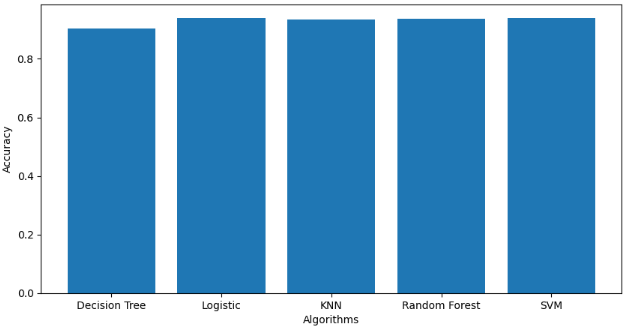 Accuracy
0.8
0.6
0.4
0.2
0.0
Decision Tree
Logistic
KNN
Random Forest
SVM
Algorithms